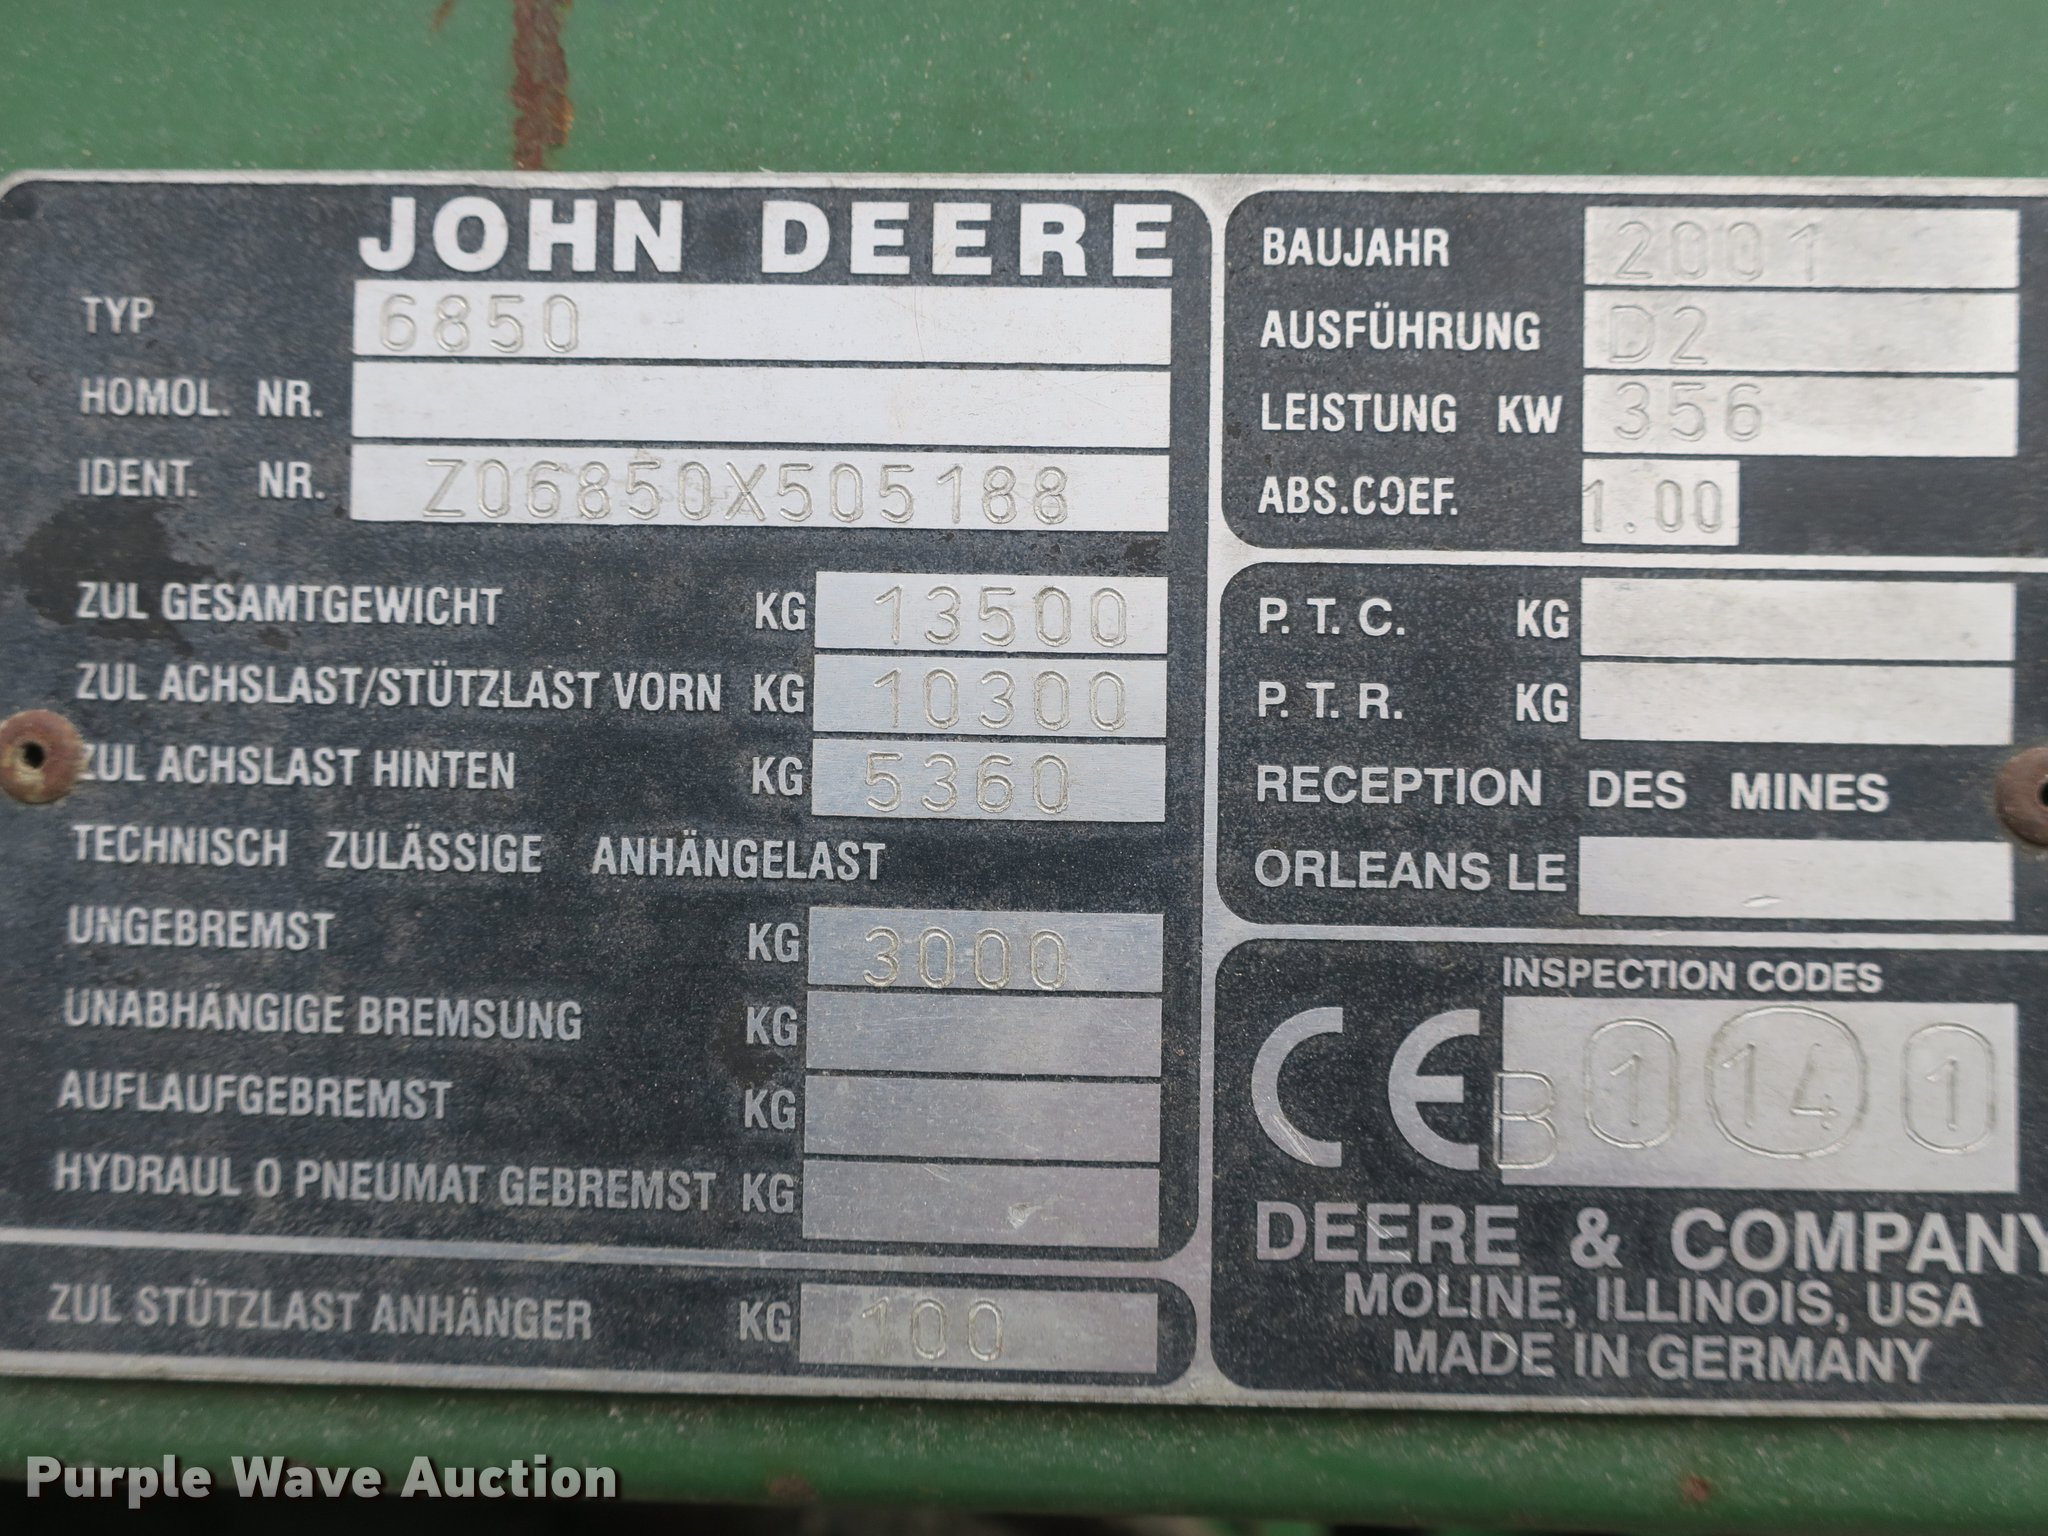 JOHN DEERE
TYP 6850
HOMOL. NR.
IDENT. NR. Z06850X505188
ZUL GESAMTGEWICHT KG 13500
ZUL ACHSLAST/STÜTZLAST VORN KG 10300
ZUL ACHSLAST HINTEN KG 5360
TECHNISCH ZULÄSSIGE ANHÄNGELAST
UNGEBREMST KG 3000
UNABHÄNGIGE BREMSUNG KG
AUFLAUFGEBREMST KG
HYDRAUL O PNEUMAT GEBREMST KG
ZUL STÜTZLAST ANHÄNGER KG 100
BAUJAHR 2001
AUSFÜHRUNG D2
LEISTUNG KW 356
ABS.COEF. 1.00
P. T. C. KG
P. T. R. KG
RECEPTION DES MINES
ORLEANS LE
INSPECTION CODES
CE B 1 14 1
DEERE & COMPANY
MOLINE, ILLINOIS, USA
MADE IN GERMANY
Purple Wave Auction